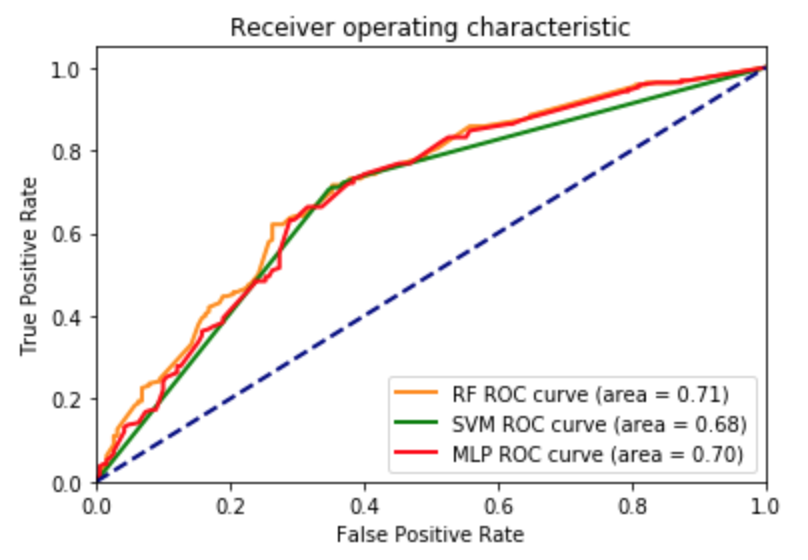 Receiver operating characteristic
True Positive Rate
1.0
0.8
0.6
0.4
0.2
0.0
RF ROC curve (area = 0.71)
SVM ROC curve (area = 0.68)
MLP ROC curve (area = 0.70)
0.0 0.2 0.4 0.6 0.8 1.0
False Positive Rate